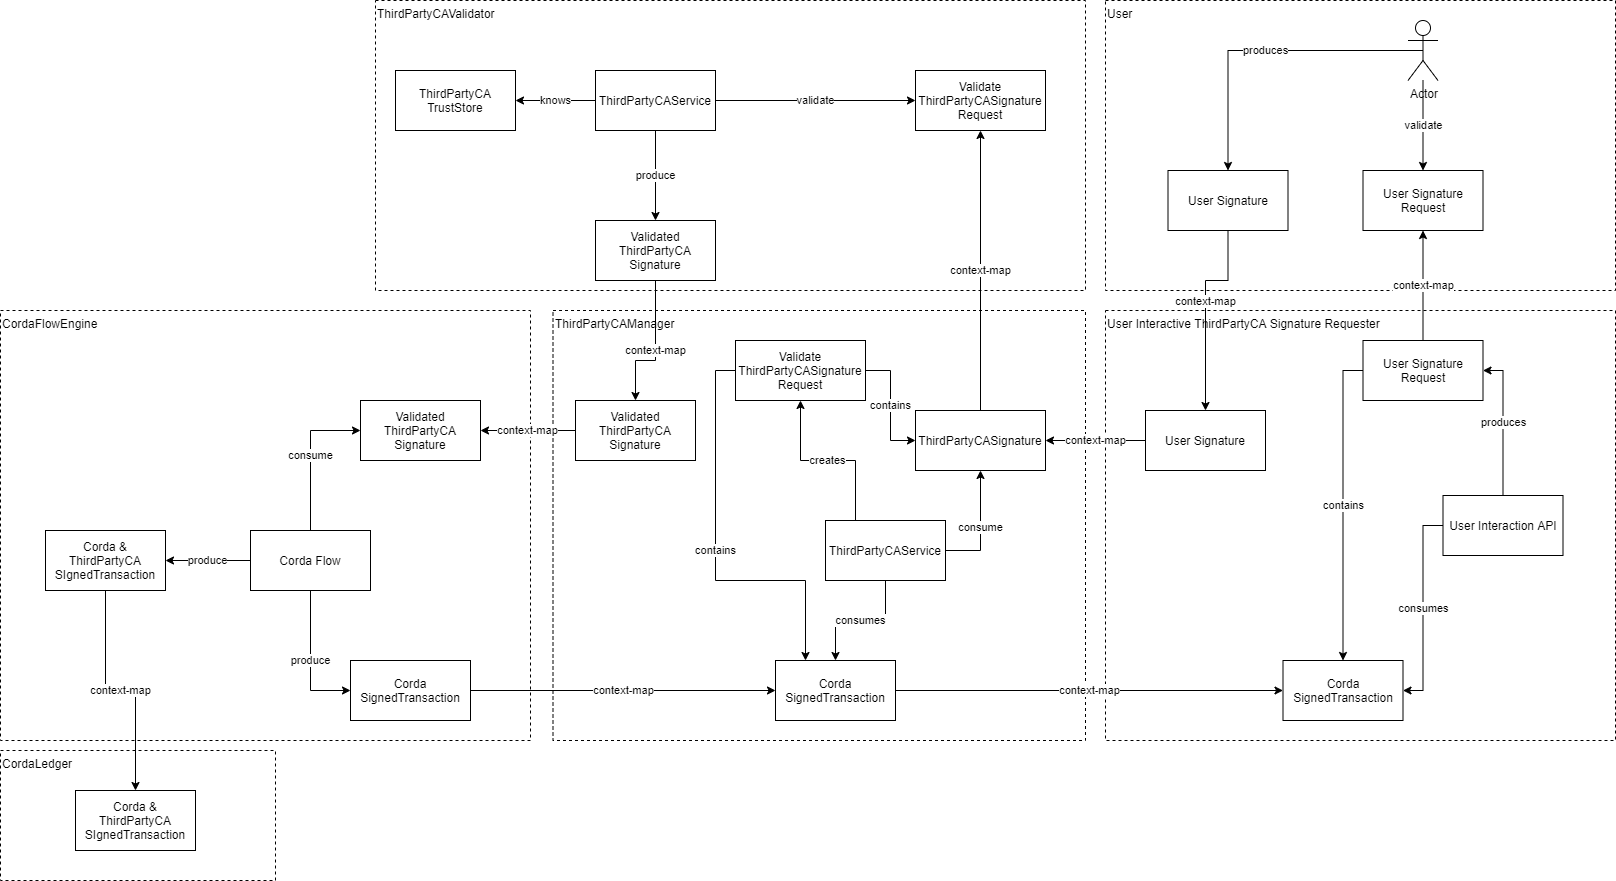 ThirdPartyCAValidator
ThirdPartyCA
TrustStore
knows
ThirdPartyCAService
validate
Validate
ThirdPartyCASignature
Request
produce
Validated
ThirdPartyCA
Signature
context-map
context-map
User
produces
Actor
validate
User Signature
User Signature
Request
context-map
context-map
CordaFlowEngine
Validated
ThirdPartyCA
Signature
consume
Corda &
ThirdPartyCA
SIgnedTransaction
produce
Corda Flow
produce
Corda
SignedTransaction
context-map
context-map
context-map
ThirdPartyCAManager
Validated
ThirdPartyCA
Signature
Validate
ThirdPartyCASignature
Request
contains
ThirdPartyCASignature
creates
consume
contains
ThirdPartyCAService
consumes
Corda
SignedTransaction
context-map
context-map
User Interactive ThirdPartyCA Signature Requester
User Signature
Request
User Signature
produces
contains
User Interaction API
consumes
Corda
SignedTransaction
CordaLedger
Corda &
ThirdPartyCA
SIgnedTransaction